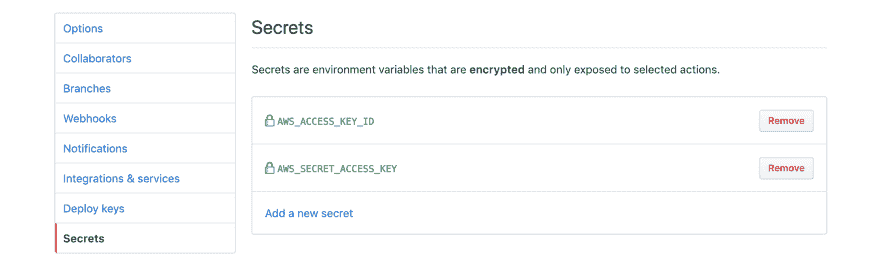 Options
Collaborators
Branches
Webhooks
Notifications
Integrations & services
Deploy keys
Secrets
Secrets
Secrets are environment variables that are encrypted and only exposed to selected actions.
AWS_ACCESS_KEY_ID
Remove
AWS_SECRET_ACCESS_KEY
Remove
Add a new secret